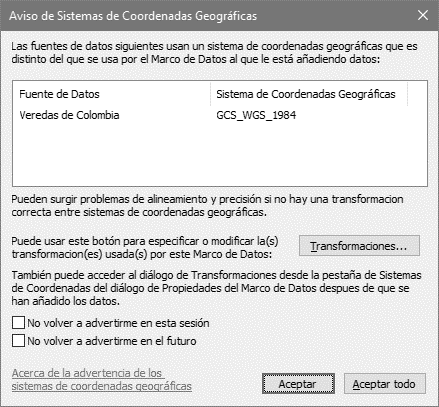 Aviso de Sistemas de Coordenadas Geográficas
Las fuentes de datos siguientes usan un sistema de coordenadas geográficas que es
distinto del que se usa por el Marco de Datos al que le está añadiendo datos:
Fuente de Datos Sistema de Coordenadas Geográficas
Veredas de Colombia GCS_WGS_1984
Pueden surgir problemas de alineamiento y precisión si no hay una transformacion
correcta entre sistemas de coordenadas geográficas.
Puede usar este botón para especificar o modificar la(s)
transformacion(es) usada(s) por este Marco de Datos:
Transformaciones...
También puede acceder al diálogo de Transformaciones desde la pestaña de Sistemas
de Coordenadas del diálogo de Propiedades del Marco de Datos despues de que se
han añadido los datos.
No volver a advertirme en esta sesión
No volver a advertirme en el futuro
Acerca de la advertencia de los
sistemas de coordenadas geográficas
Aceptar Aceptar todo